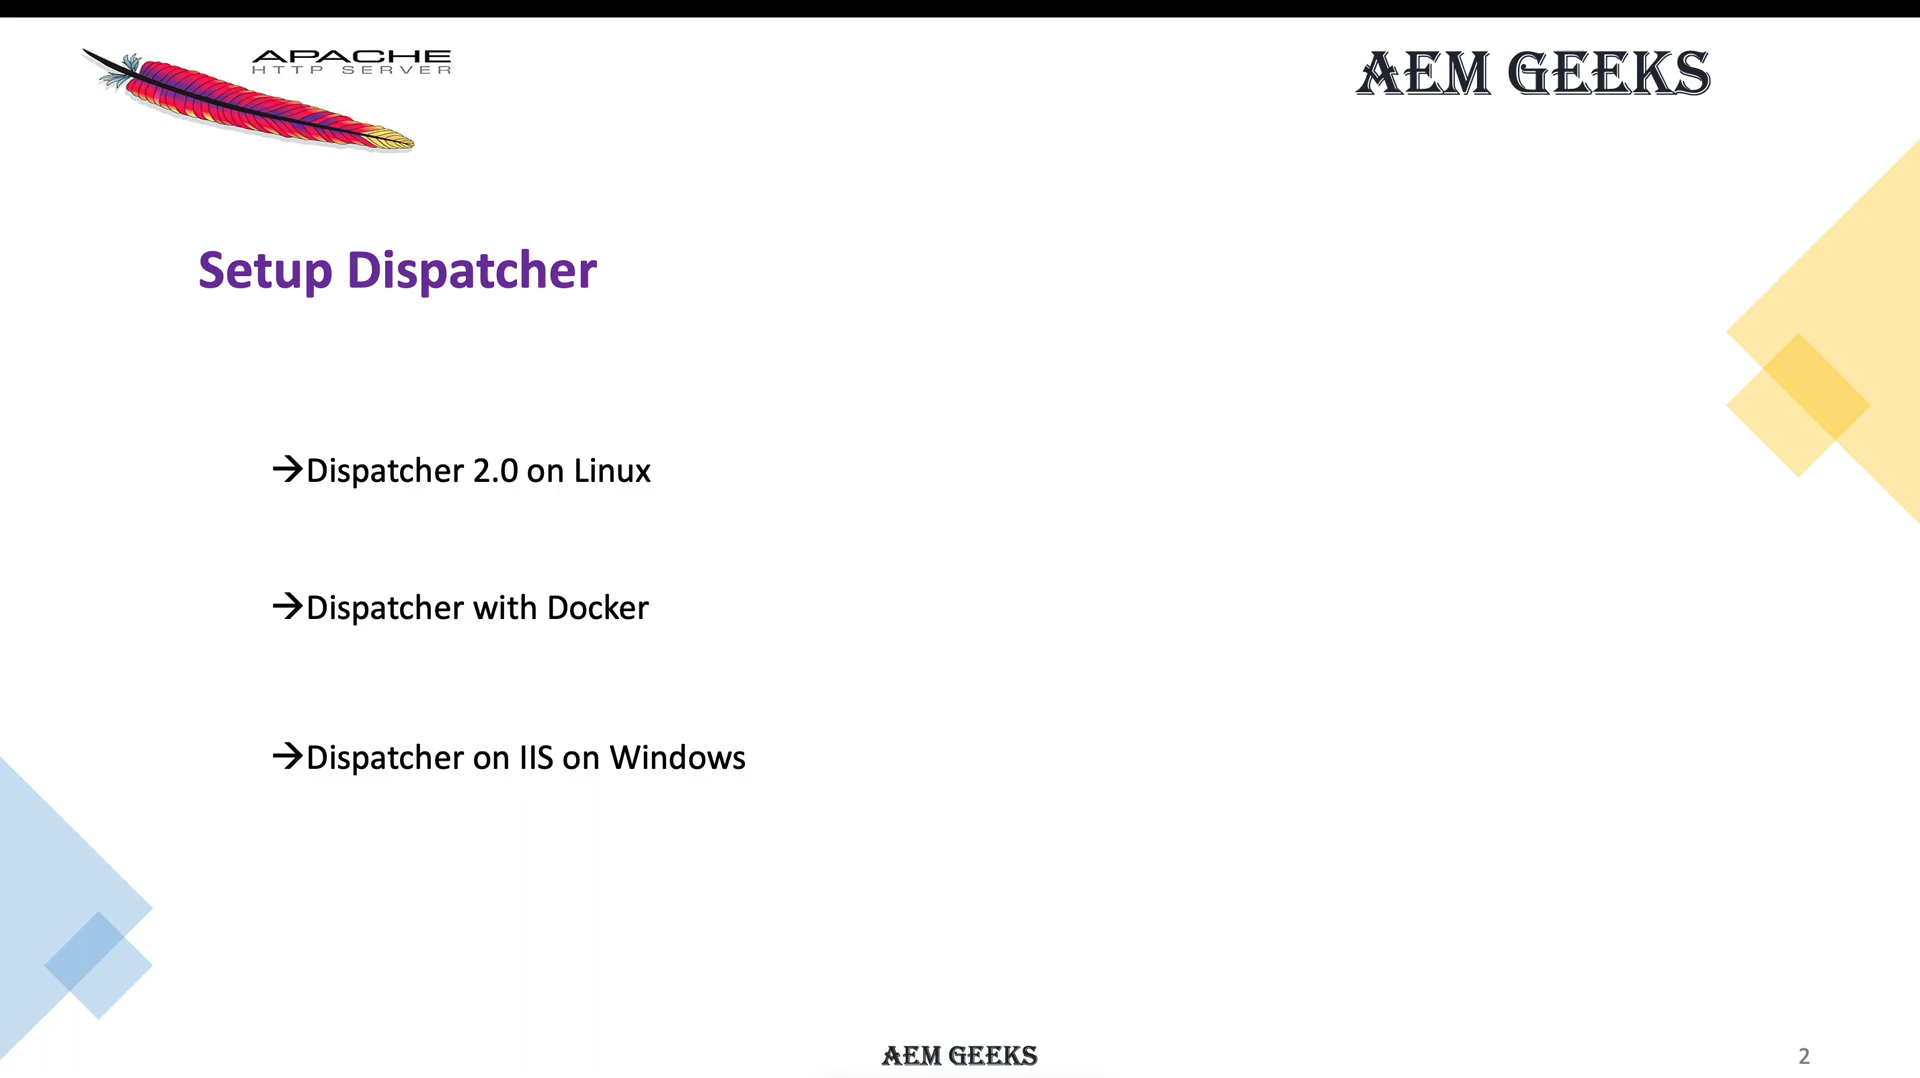 APACHE
HTTP SERVER
AEM GEEKS
Setup Dispatcher
→Dispatcher 2.0 on Linux
→Dispatcher with Docker
→Dispatcher on IIS on Windows
AEM GEEKS
2